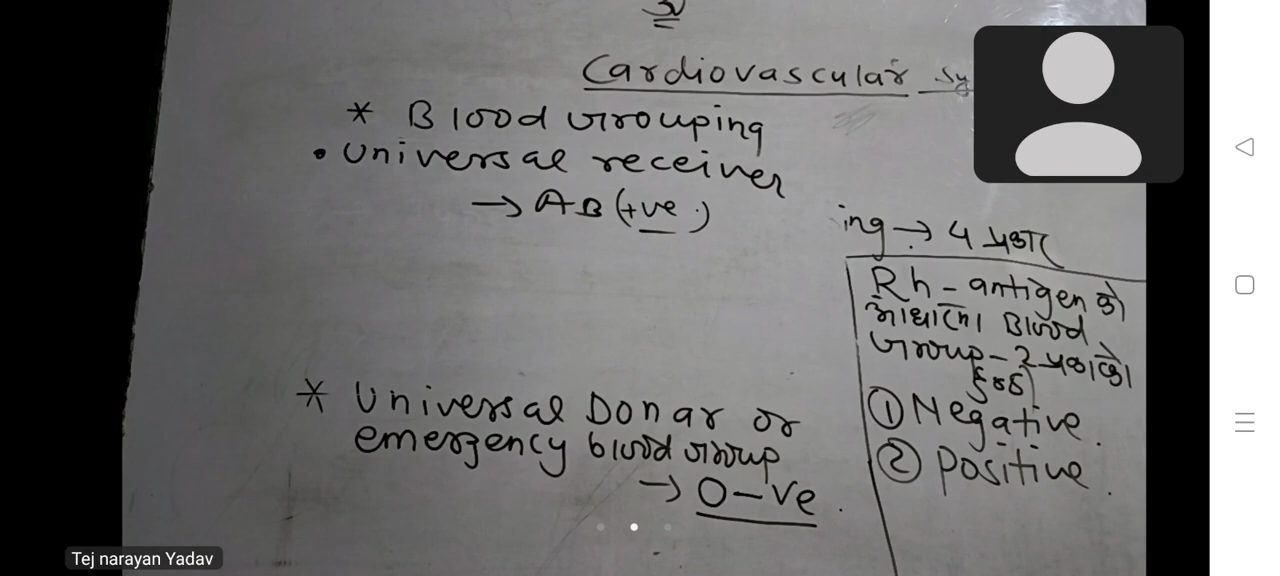 Cardiovascular Sy
* Blood Grouping
• Universal receiver
→ AB (+ve)
ing → 4 प्रकार
Rh - antigen के
आधार पर Blood
Group - 2 प्रकार के
① Negative.
② Positive.
* Universal Donar or
emergency blood group
→ O-ve.
Tej narayan Yadav